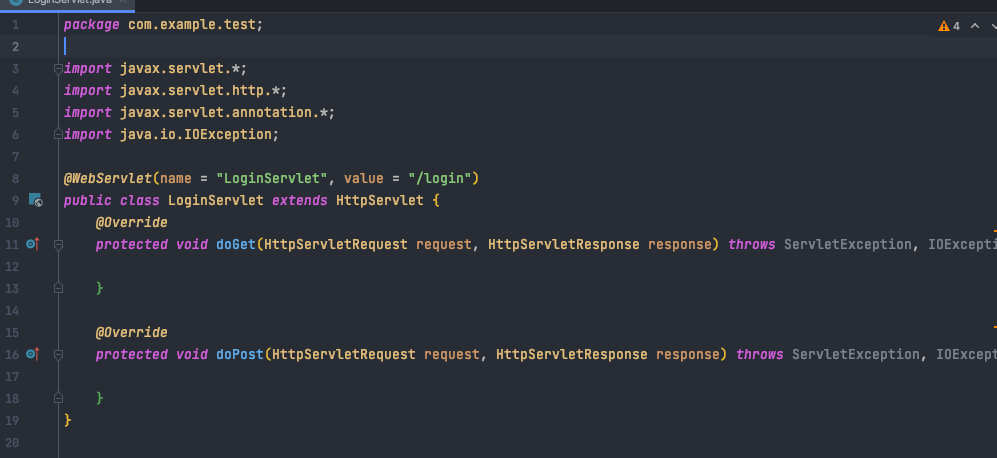 LoginServlet.java
1 package com.example.test;
4
2
3 import javax.servlet.*;
4 import javax.servlet.http.*;
5 import javax.servlet.annotation.*;
6 import java.io.IOException;
7
8 @WebServlet(name = "LoginServlet", value = "/login")
9 public class LoginServlet extends HttpServlet {
10 @Override
11 protected void doGet(HttpServletRequest request, HttpServletResponse response) throws ServletException, IOExcepti
12
13 }
14
15 @Override
16 protected void doPost(HttpServletRequest request, HttpServletResponse response) throws ServletException, IOExcept
17
18 }
19 }
20